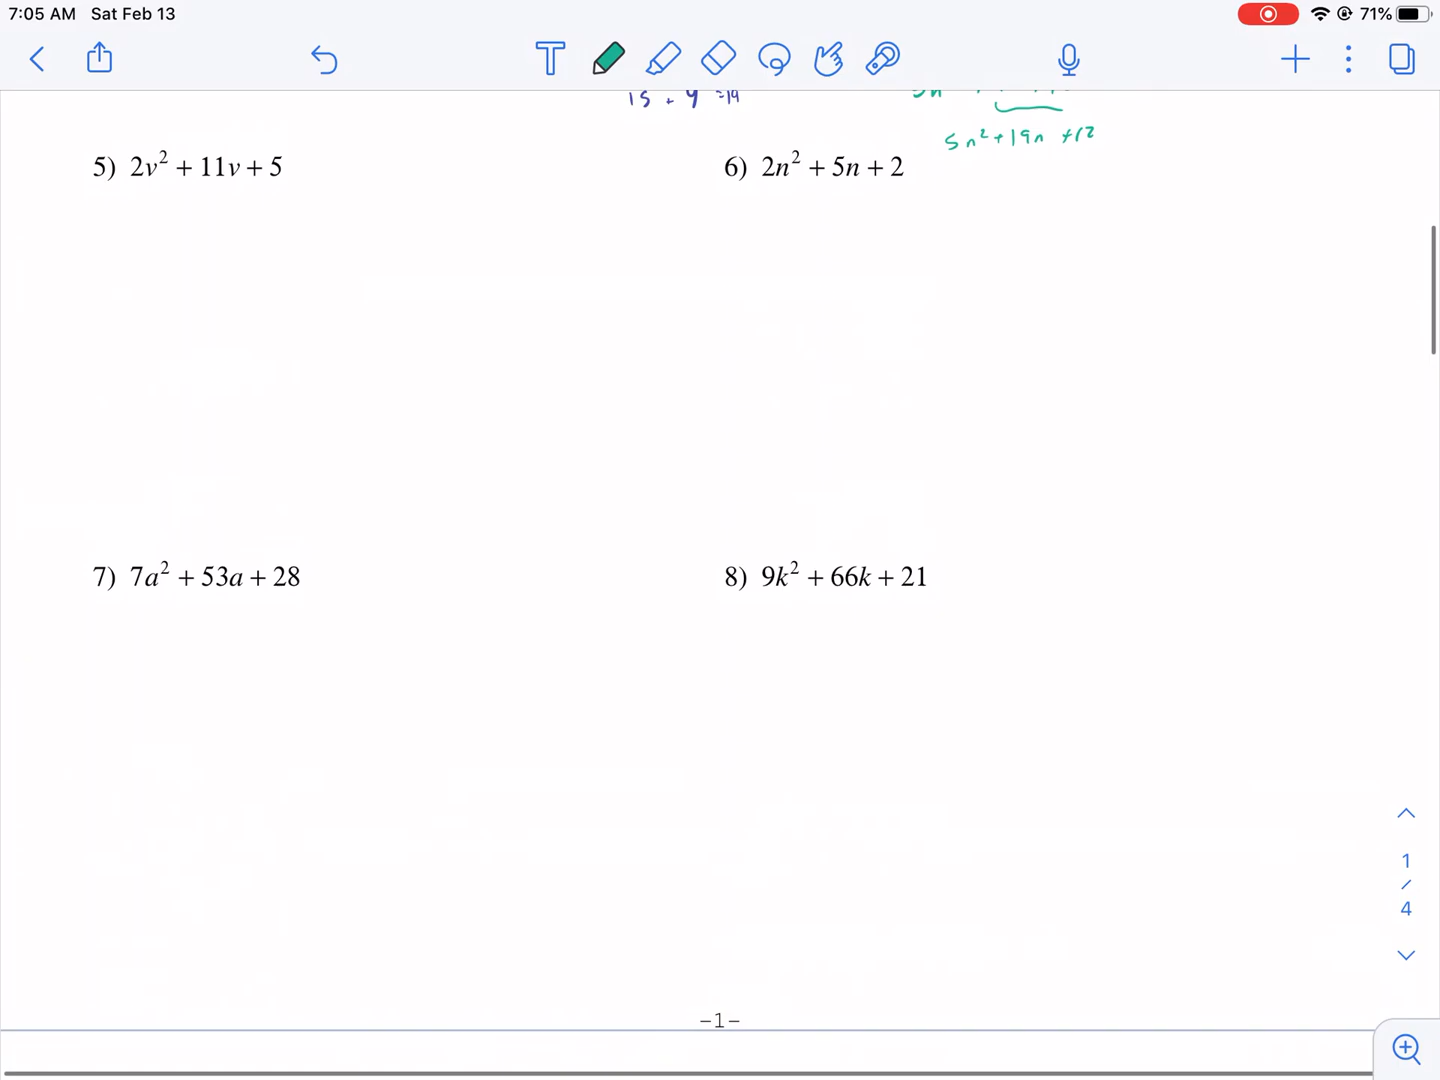 7:05 AM Sat Feb 13
71%
15 + 4 =19
5n² + 19n + 12
5) 2v² + 11v + 5
6) 2n² + 5n + 2
7) 7a² + 53a + 28
8) 9k² + 66k + 21
1
/
4
-1-